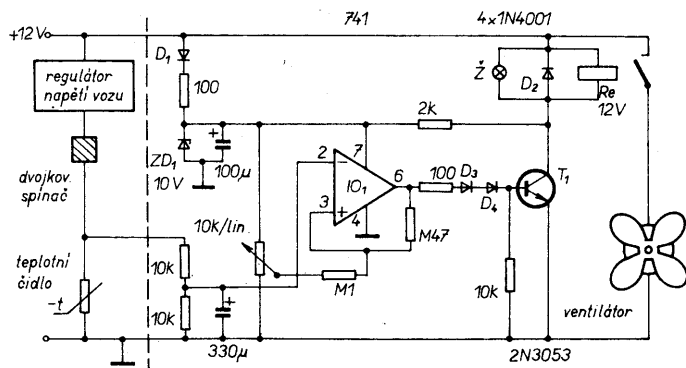 741
4×1N4001
+12V
regulátor
napětí vozu
dvojkov.
spínač
teplotní
čidlo
-t
D1
100
ZD1
10V
+
100μ
2k
Ž
D2
Re
12V
2
3
7
6
4
-
+
IO1
100
D3
D4
T1
10k/lin.
M47
M1
10k
10k
+
330μ
10k
ventilátor
2N3053